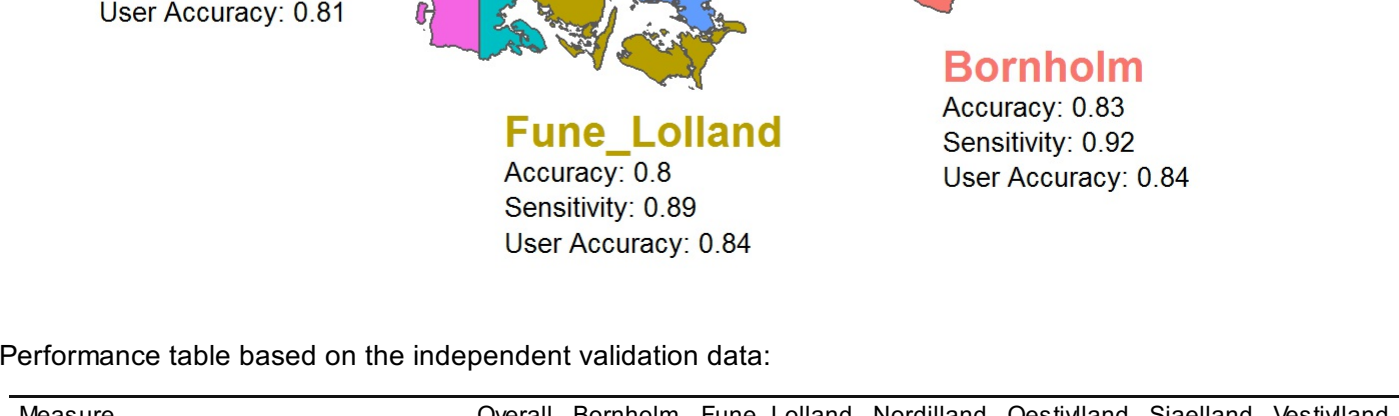 User Accuracy: 0.81
Bornholm
Accuracy: 0.83
Sensitivity: 0.92
User Accuracy: 0.84
Fune_Lolland
Accuracy: 0.8
Sensitivity: 0.89
User Accuracy: 0.84
Performance table based on the independent validation data:
Measure Overall Bornholm Fune_Lolland Nordjlland Oestjylland Sjaelland Vestjylland